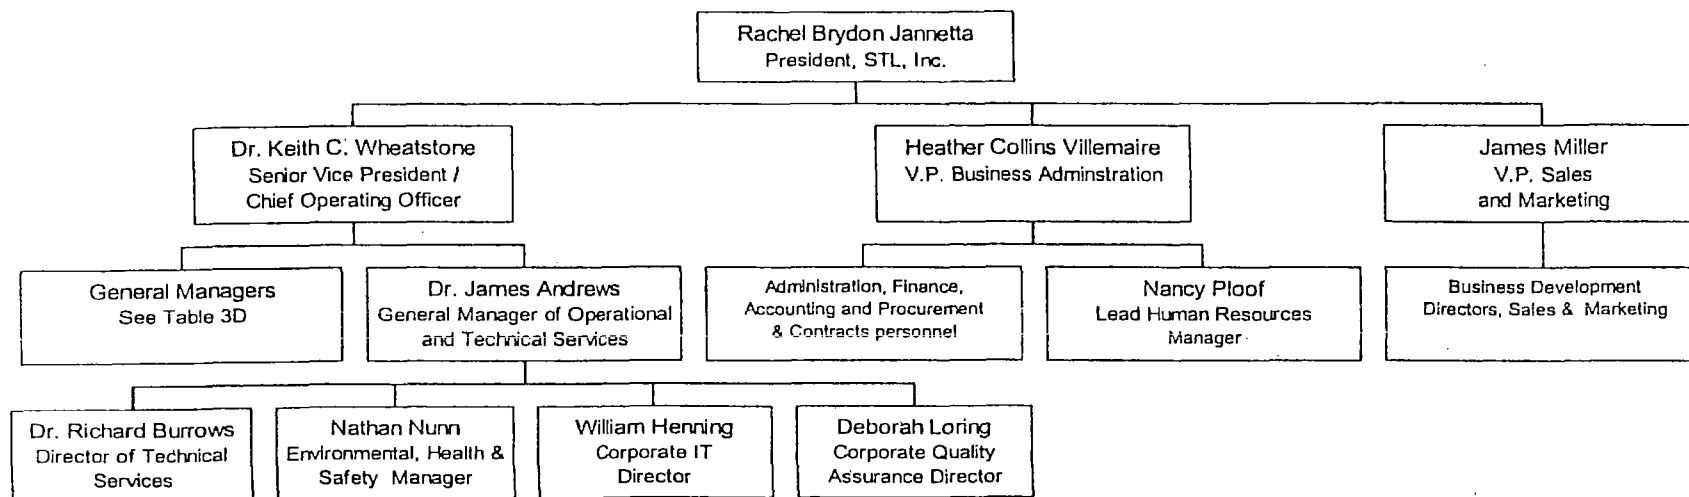 Rachel Brydon Jannetta
President, STL, Inc.
Dr. Keith C. Wheatstone
Senior Vice President /
Chief Operating Officer
Heather Collins Villemaire
V.P. Business Adminstration
James Miller
V.P. Sales
and Marketing
General Managers
See Table 3D
Dr. James Andrews
General Manager of Operational
and Technical Services
Administration, Finance,
Accounting and Procurement
& Contracts personnel
Nancy Ploof
Lead Human Resources
Manager
Business Development
Directors, Sales & Marketing
Dr. Richard Burrows
Director of Technical
Services
Nathan Nunn
Environmental, Health &
Safety Manager
William Henning
Corporate IT
Director
Deborah Loring
Corporate Quality
Assurance Director